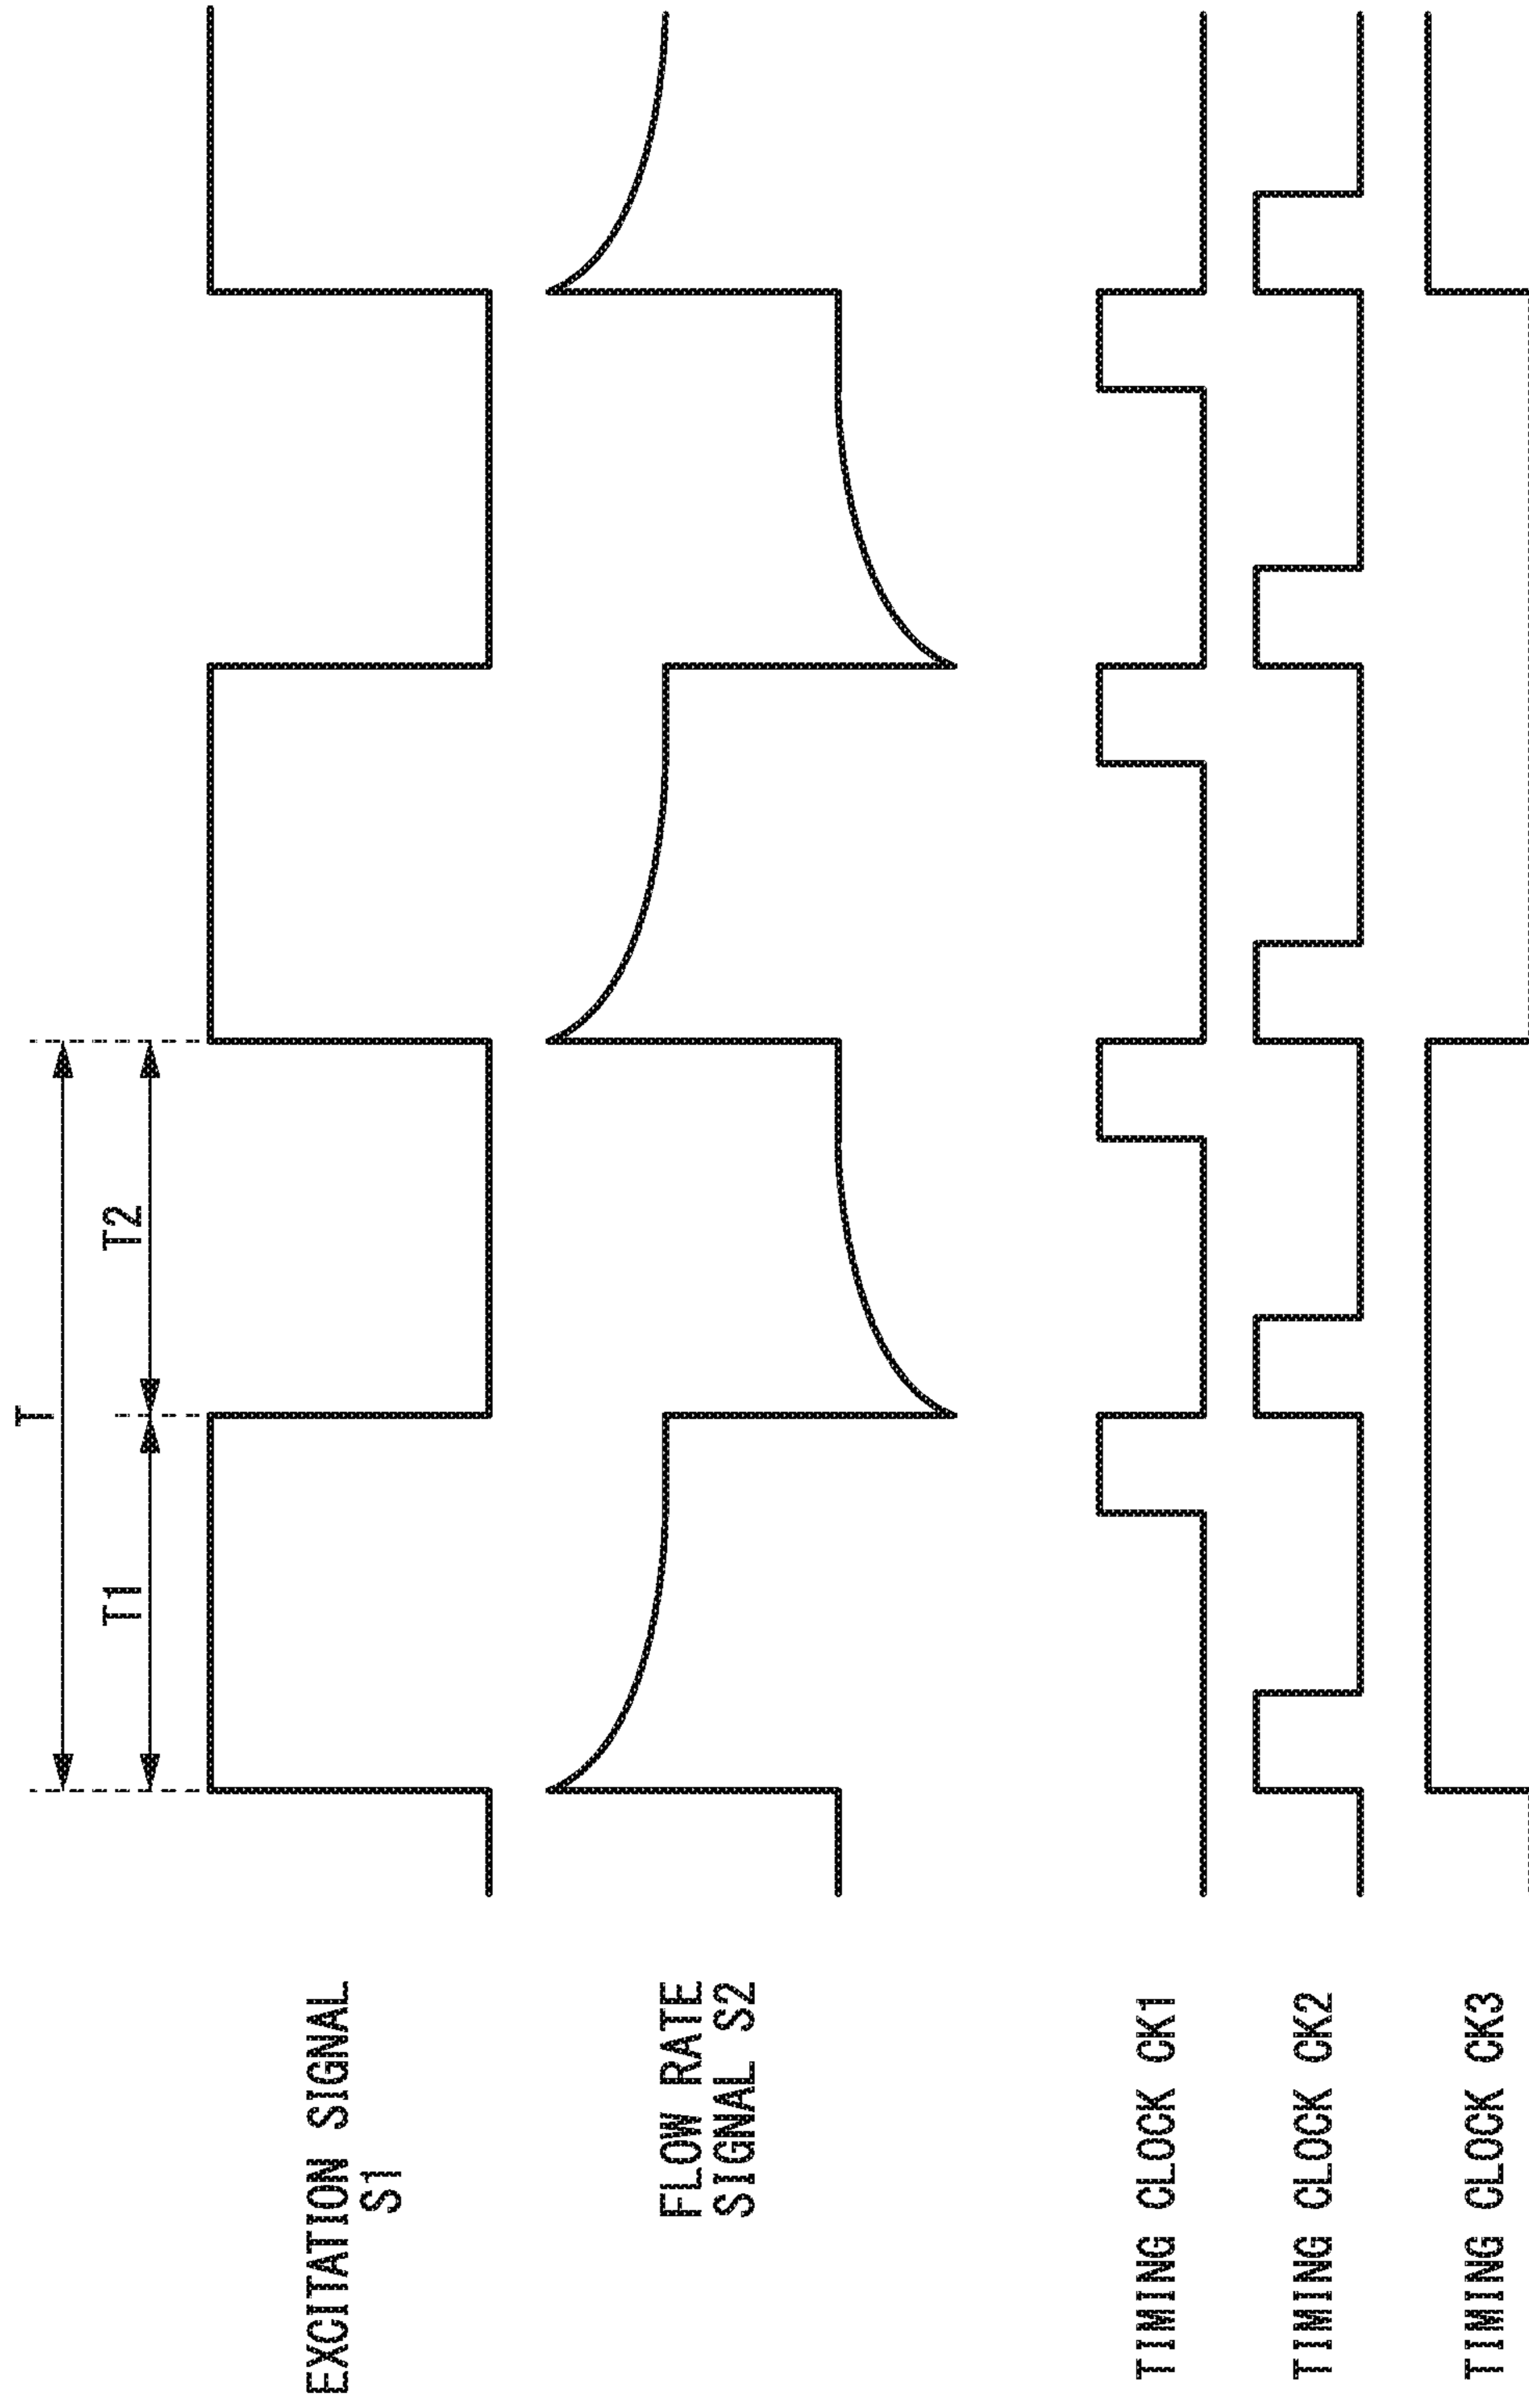 T
T1
T2
EXCITATION SIGNAL
S1
FLOW RATE
SIGNAL S2
TIMING CLOCK CK1
TIMING CLOCK CK2
TIMING CLOCK CK3